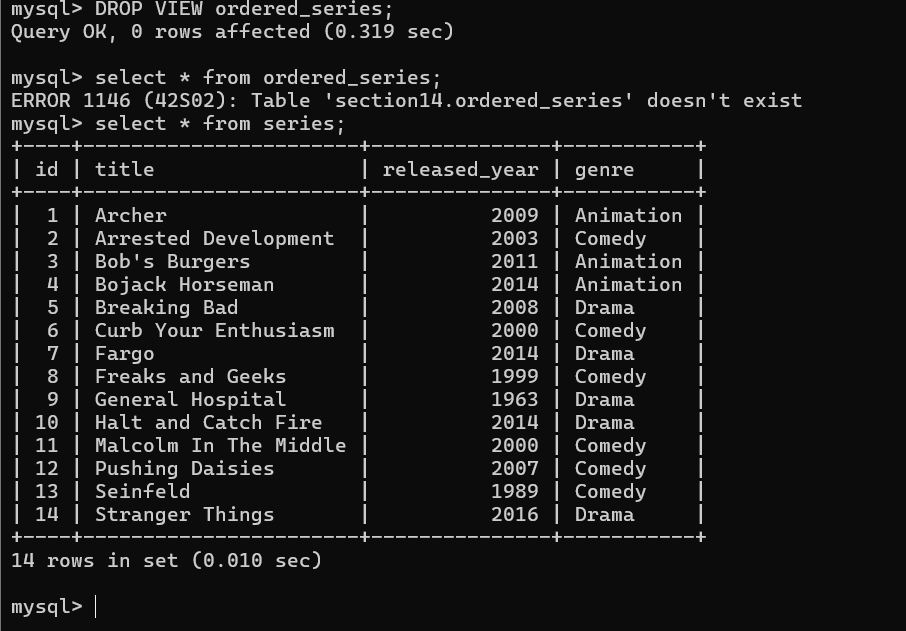 mysql> DROP VIEW ordered_series;
Query OK, 0 rows affected (0.319 sec)

mysql> select * from ordered_series;
ERROR 1146 (42S02): Table 'section14.ordered_series' doesn't exist
mysql> select * from series;
+----+-----------------------+---------------+-----------+
| id | title                 | released_year | genre     |
+----+-----------------------+---------------+-----------+
|  1 | Archer                |          2009 | Animation |
|  2 | Arrested Development  |          2003 | Comedy    |
|  3 | Bob's Burgers         |          2011 | Animation |
|  4 | Bojack Horseman       |          2014 | Animation |
|  5 | Breaking Bad          |          2008 | Drama     |
|  6 | Curb Your Enthusiasm  |          2000 | Comedy    |
|  7 | Fargo                 |          2014 | Drama     |
|  8 | Freaks and Geeks      |          1999 | Comedy    |
|  9 | General Hospital      |          1963 | Drama     |
| 10 | Halt and Catch Fire   |          2014 | Drama     |
| 11 | Malcolm In The Middle |          2000 | Comedy    |
| 12 | Pushing Daisies       |          2007 | Comedy    |
| 13 | Seinfeld              |          1989 | Comedy    |
| 14 | Stranger Things       |          2016 | Drama     |
+----+-----------------------+---------------+-----------+
14 rows in set (0.010 sec)

mysql>